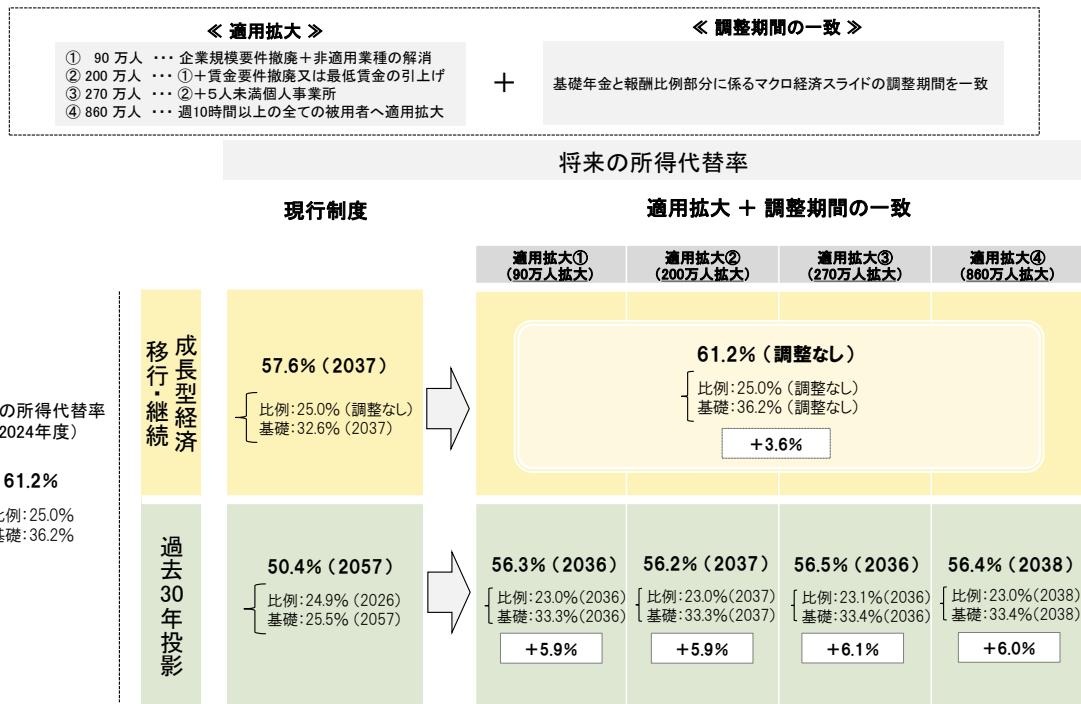 ≪ 適用拡大 ≫
① 90 万人 ・・・ 企業規模要件撤廃＋非適用業種の解消
② 200 万人 ・・・ ①＋賃金要件撤廃又は最低賃金の引上げ
③ 270 万人 ・・・ ②＋５人未満個人事業所
④ 860 万人 ・・・ 週10時間以上の全ての被用者へ適用拡大
＋
≪ 調整期間の一致 ≫
基礎年金と報酬比例部分に係るマクロ経済スライドの調整期間を一致
将来の所得代替率
現行制度
適用拡大 ＋ 調整期間の一致
適用拡大①
（90万人拡大）
適用拡大②
（200万人拡大）
適用拡大③
（270万人拡大）
適用拡大④
（860万人拡大）
の所得代替率
2024年度）
61.2%
比例：25.0%
基礎：36.2%
成長型経済
移行・継続
57.6%（2037）
比例：25.0%（調整なし）
基礎：32.6%（2037）
61.2%（調整なし）
比例：25.0%（調整なし）
基礎：36.2%（調整なし）
＋3.6%
過去30年投影
50.4%（2057）
比例：24.9%（2026）
基礎：25.5%（2057）
56.3%（2036）
比例：23.0%（2036）
基礎：33.3%（2036）
＋5.9%
56.2%（2037）
比例：23.0%（2037）
基礎：33.3%（2037）
＋5.9%
56.5%（2036）
比例：23.1%（2036）
基礎：33.4%（2036）
＋6.1%
56.4%（2038）
比例：23.0%（2038）
基礎：33.4%（2038）
＋6.0%